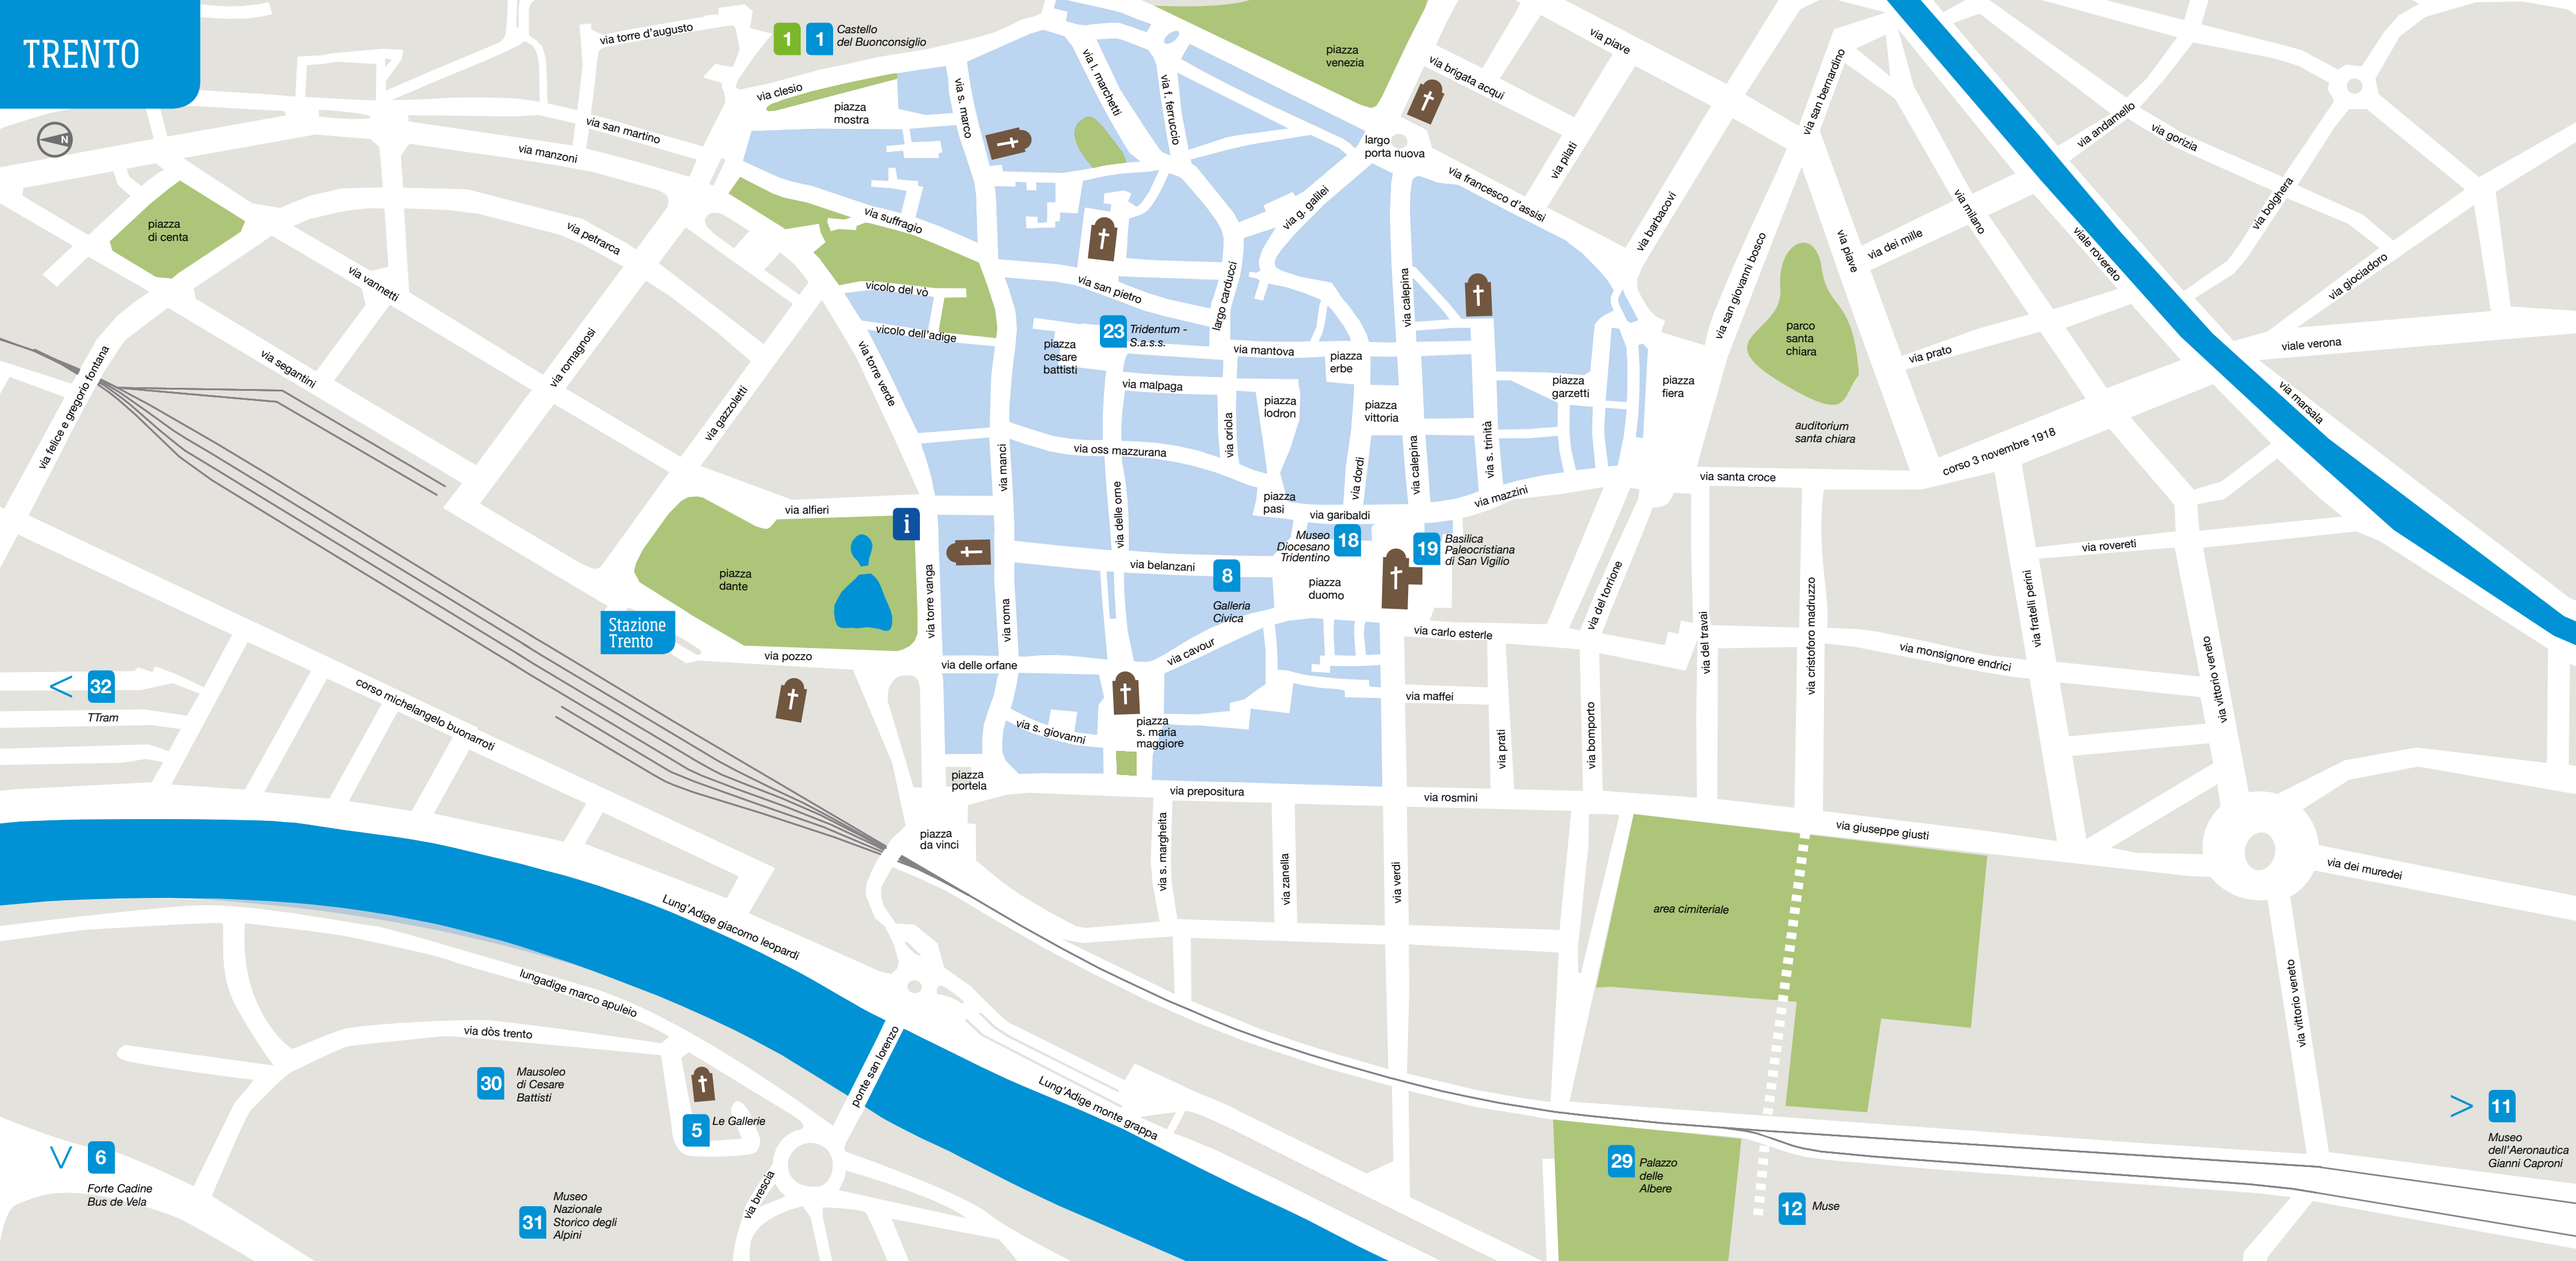 TRENTO
N
via torre d'augusto
1
1
Castello
del Buonconsiglio
via clesio
piazza
mostra
via san martino
via manzoni
via s. marco
via l. marchetti
via f. ferruccio
piazza
venezia
via brigata acqui
via piave
largo
porta nuova
via pilati
via francesco d'assisi
via barbacovi
via san bernardino
via andamello
via gorizia
via bolghera
via giociadoro
viale verona
viale rovereto
via milano
via dei mille
via piave
via san giovanni bosco
parco
santa
chiara
via prato
via marsala
auditorium
santa chiara
corso 3 novembre 1918
piazza
di centa
via petrarca
via vannetti
via romagnosi
via segantini
via felice e gregorio fontana
via gazzoletti
via suffragio
vicolo del vò
vicolo dell'adige
via torre verde
via san pietro
largo carducci
via g. galilei
via calepina
23
Tridentum -
S.a.s.s.
piazza
cesare
battisti
via mantova
piazza
erbe
via malpaga
piazza
lodron
piazza
vittoria
piazza
garzetti
piazza
fiera
via manci
via oss mazzurana
via oriola
via dordi
via calepina
via s. trinità
piazza
pasi
via garibaldi
via mazzini
via santa croce
via alfieri
i
piazza
dante
via torre vanga
via delle orne
via belanzani
8
Galleria
Civica
Museo
Diocesano
Tridentino
18
19
Basilica
Paleocristiana
di San Vigilio
piazza
duomo
via roma
via cavour
via carlo esterle
via del torrione
via del travai
via cristoforo madruzzo
via monsignore endrici
via fratelli perini
via rovereti
via vittorio veneto
Stazione
Trento
via pozzo
via delle orfane
via s. giovanni
piazza
s. maria
maggiore
via maffei
via prati
via bomporto
piazza
portela
via prepositura
via rosmini
via giuseppe giusti
via dei muredei
piazza
da vinci
via s. margheita
via zanella
via verdi
area cimiteriale
via vittorio veneto
<
32
TTram
corso michelangelo buonarroti
Lung'Adige giacomo leopardi
lungadige marco apuleio
via dòs trento
ponte san lorenzo
Lung'Adige monte grappa
30
Mausoleo
di Cesare
Battisti
5
Le Gallerie
via brescia
6
Forte Cadine
Bus de Vela
31
Museo
Nazionale
Storico degli
Alpini
29
Palazzo
delle
Albere
12
Muse
>
11
Museo
dell'Aeronautica
Gianni Caproni